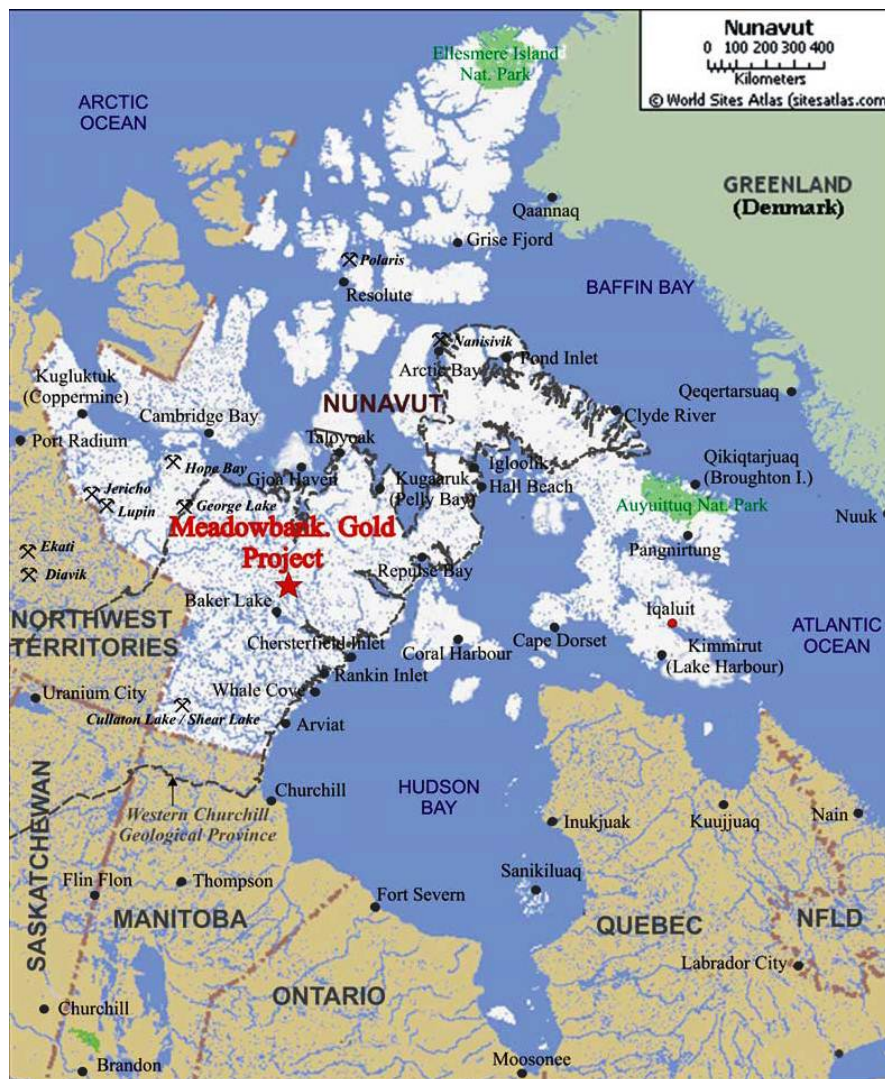 Nunavut
0 100 200 300 400
Kilometers
© World Sites Atlas (sitesatlas.com
Ellesmere Island
Nat. Park
ARCTIC
OCEAN
GREENLAND
(Denmark)
Qaannaq
Grise Fjord
Polaris
Resolute
BAFFIN BAY
Nanisivik
Arctic Bay
Pond Inlet
Kugluktuk
(Coppermine)
Cambridge Bay
NUNAVUT
Qeqertarsuaq
Clyde River
Port Radium
Taloyoak
Hope Bay
Gjoa Haven
Igloolik
Kugaaruk
(Pelly Bay)
Hall Beach
Qikiqtarjuaq
(Broughton I.)
Jericho
Lupin
George Lake
Auyuittuq Nat. Park
Nuuk
Meadowbank. Gold
Project
Pangnirtung
Ekati
Diavik
Repulse Bay
Baker Lake
NORTHWEST
TERRITORIES
Iqaluit
Chersterfield Inlet
Coral Harbour
Cape Dorset
Kimmirut
(Lake Harbour)
ATLANTIC
OCEAN
Rankin Inlet
Uranium City
Whale Cove
Cullaton Lake / Shear Lake
Arviat
HUDSON
BAY
Churchill
Western Churchill
Geological Province
Inukjuak
Kuujjuaq
Nain
SASKATCHEWAN
Flin Flon
Thompson
Fort Severn
Sanikiluaq
MANITOBA
QUEBEC
NFLD
Labrador City
ONTARIO
Churchill
Brandon
Moosonee